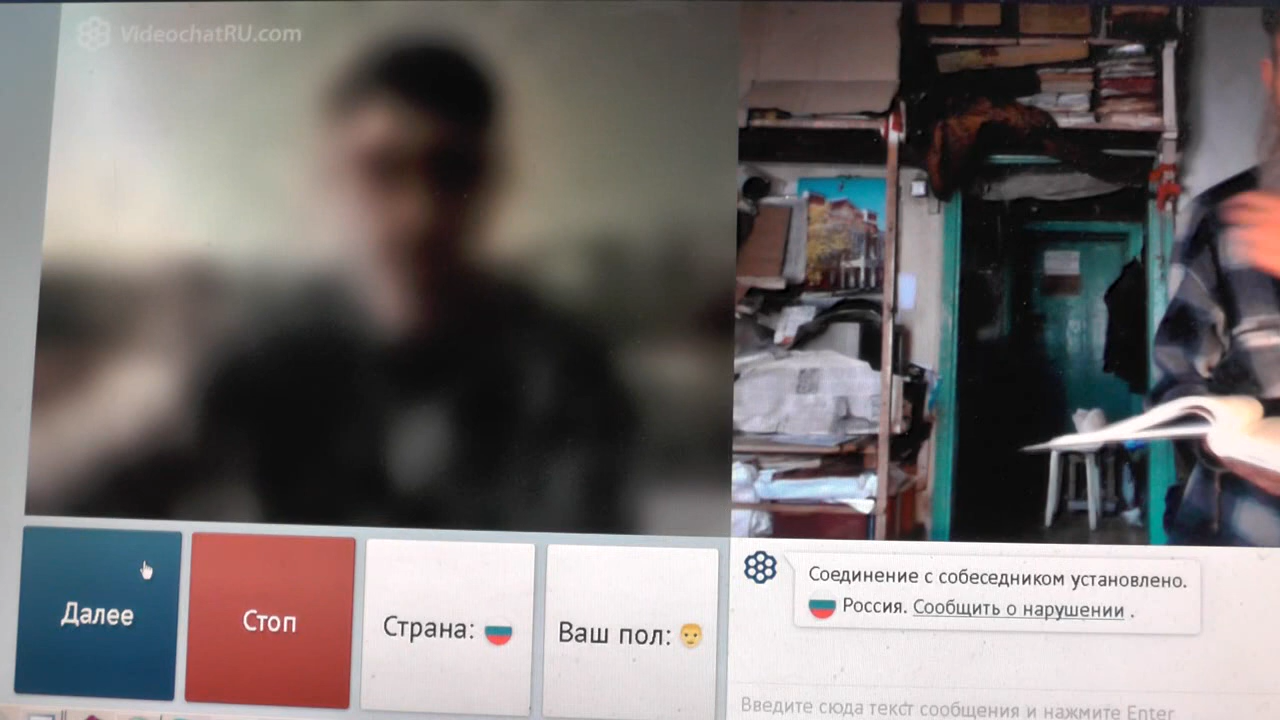 VideochatRU.com
Далее
Стоп
Страна:
Ваш пол:
Соединение с собеседником установлено.
Россия. Сообщить о нарушении .
Введите сюда текст сообщения и нажмите Enter